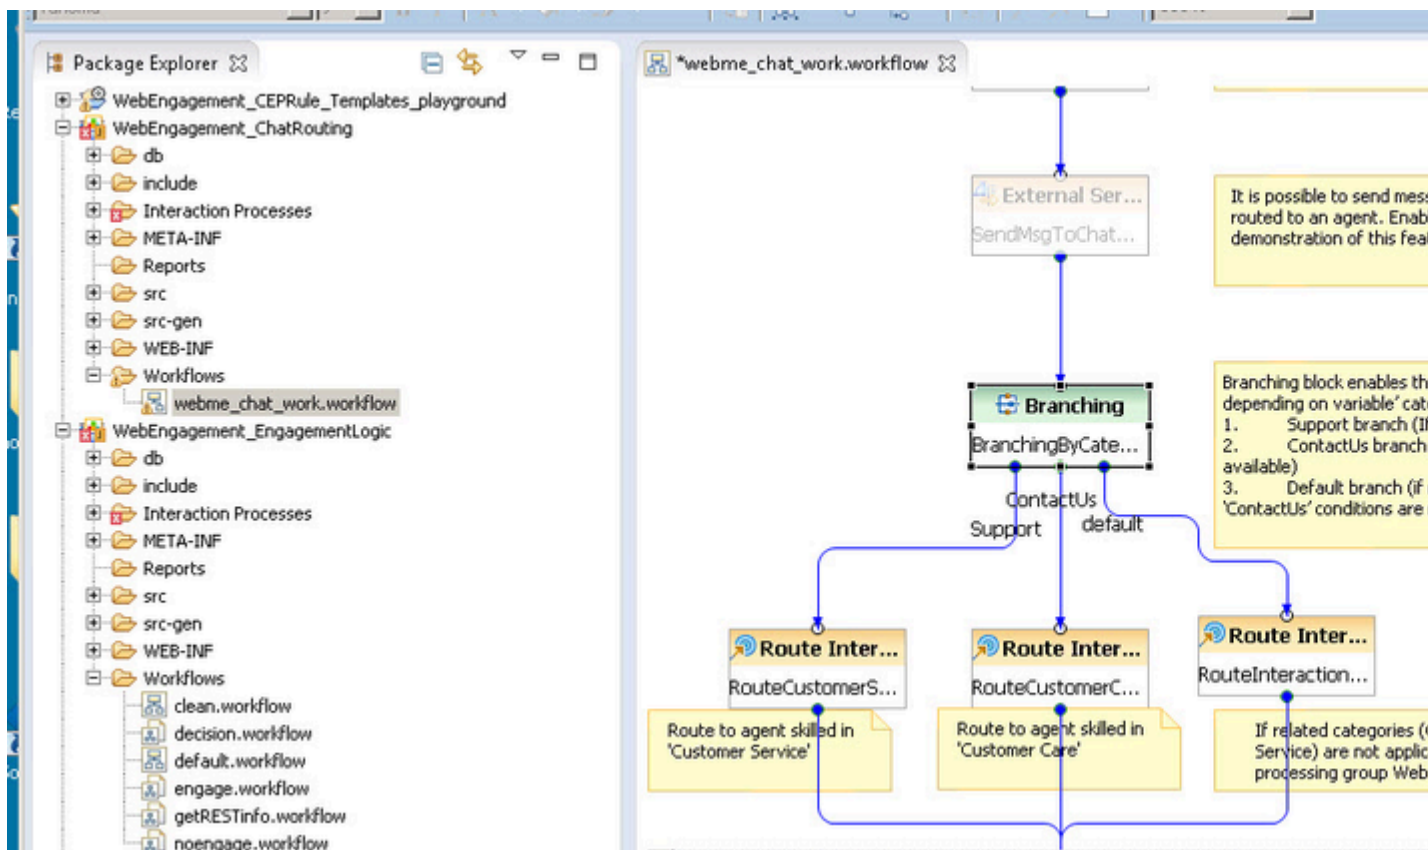 Package Explorer
WebEngagement_CEPRule_Templates_playground
WebEngagement_ChatRouting
db
include
Interaction Processes
META-INF
Reports
src
src-gen
WEB-INF
Workflows
webme_chat_work.workflow
WebEngagement_EngagementLogic
db
include
Interaction Processes
META-INF
Reports
src
src-gen
WEB-INF
Workflows
clean.workflow
decision.workflow
default.workflow
engage.workflow
getRESTinfo.workflow
noengage.workflow
*webme_chat_work.workflow
External Ser...
SendMsgToChat...
It is possible to send mess
routed to an agent. Enab
demonstration of this fea
Branching
BranchingByCate...
Branching block enables th
depending on variable' cat
1. Support branch (I
2. ContactUs branch
available)
3. Default branch (if
'ContactUs' conditions are
ContactUs
Support
default
Route Inter...
RouteCustomerS...
Route to agent skilled in
'Customer Service'
Route Inter...
RouteCustomerC...
Route to agent skilled in
'Customer Care'
Route Inter...
RouteInteraction...
If related categories (
Service) are not applic
processing group Web